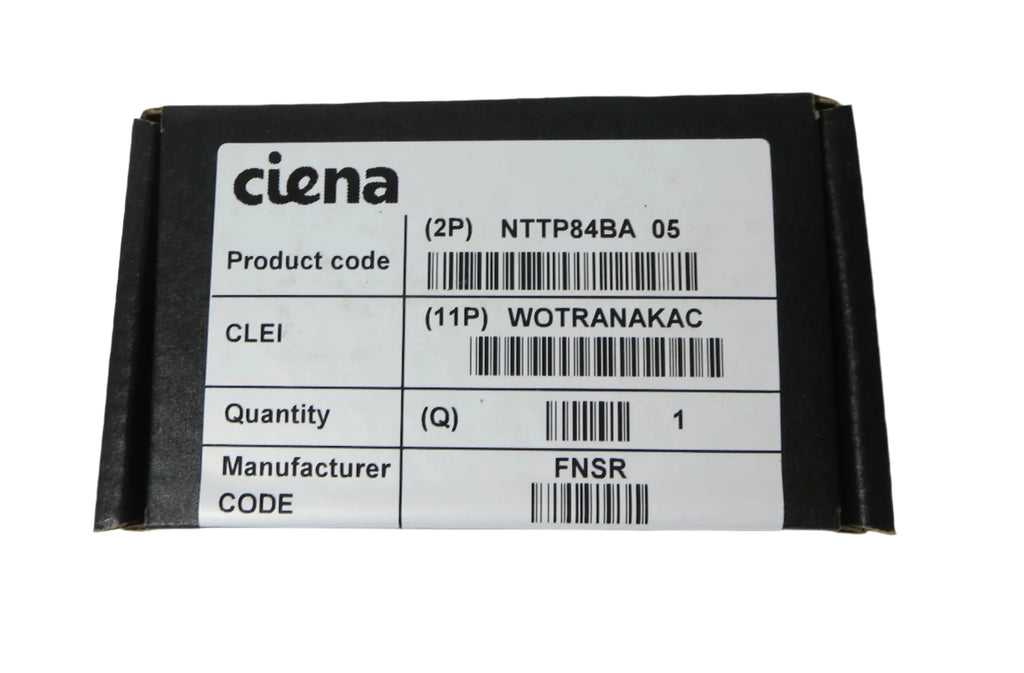 ciena
Product code (2P) NTTP84BA 05
CLEI (11P) WOTRANAKAC
Quantity (Q) 1
Manufacturer CODE FNSR